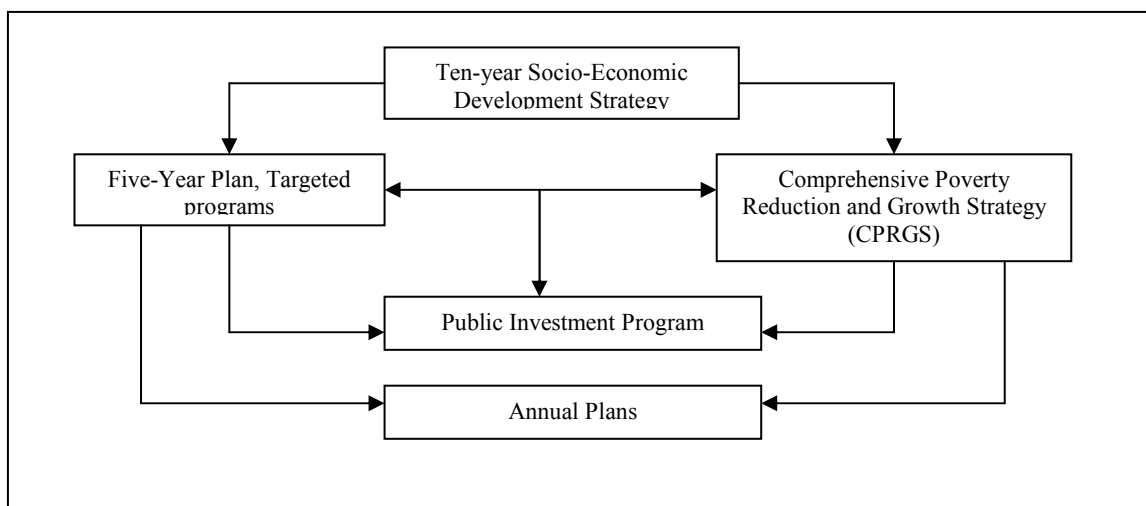 Ten-year Socio-Economic
Development Strategy
Five-Year Plan, Targeted
programs
Comprehensive Poverty
Reduction and Growth Strategy
(CPRGS)
Public Investment Program
Annual Plans